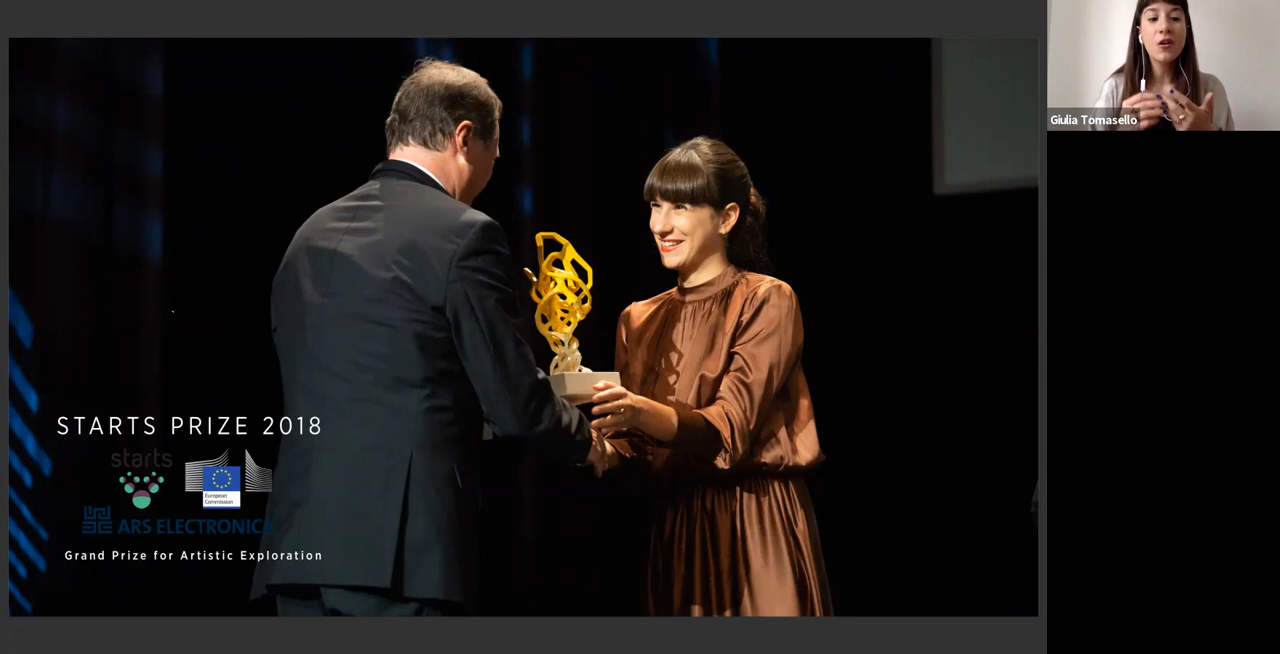 STARTS PRIZE 2018
starts
European
Commission
ARS ELECTRONICA
Grand Prize for Artistic Exploration
Giulia Tomasello